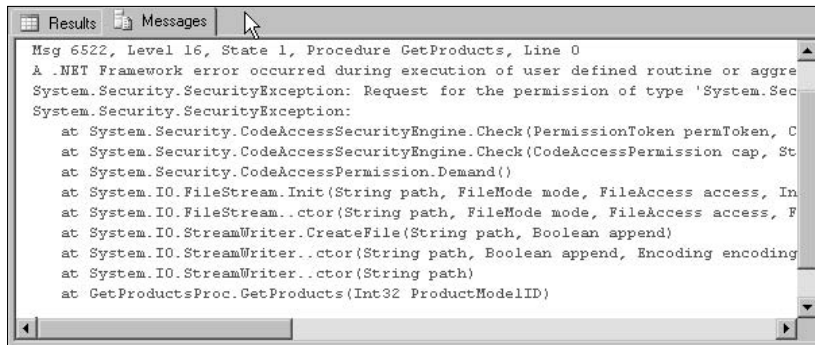 Results Messages
Msg 6522, Level 16, State 1, Procedure GetProducts, Line 0
A .NET Framework error occurred during execution of user defined routine or aggre
System.Security.SecurityException: Request for the permission of type 'System.Sec
System.Security.SecurityException:
at System.Security.CodeAccessSecurityEngine.Check(PermissionToken permToken, C
at System.Security.CodeAccessSecurityEngine.Check(CodeAccessPermission cap, St
at System.Security.CodeAccessPermission.Demand()
at System.IO.FileStream.Init(String path, FileMode mode, FileAccess access, In
at System.IO.FileStream..ctor(String path, FileMode mode, FileAccess access, F
at System.IO.StreamWriter.CreateFile(String path, Boolean append)
at System.IO.StreamWriter..ctor(String path, Boolean append, Encoding encoding
at System.IO.StreamWriter..ctor(String path)
at GetProductsProc.GetProducts(Int32 ProductModelID)